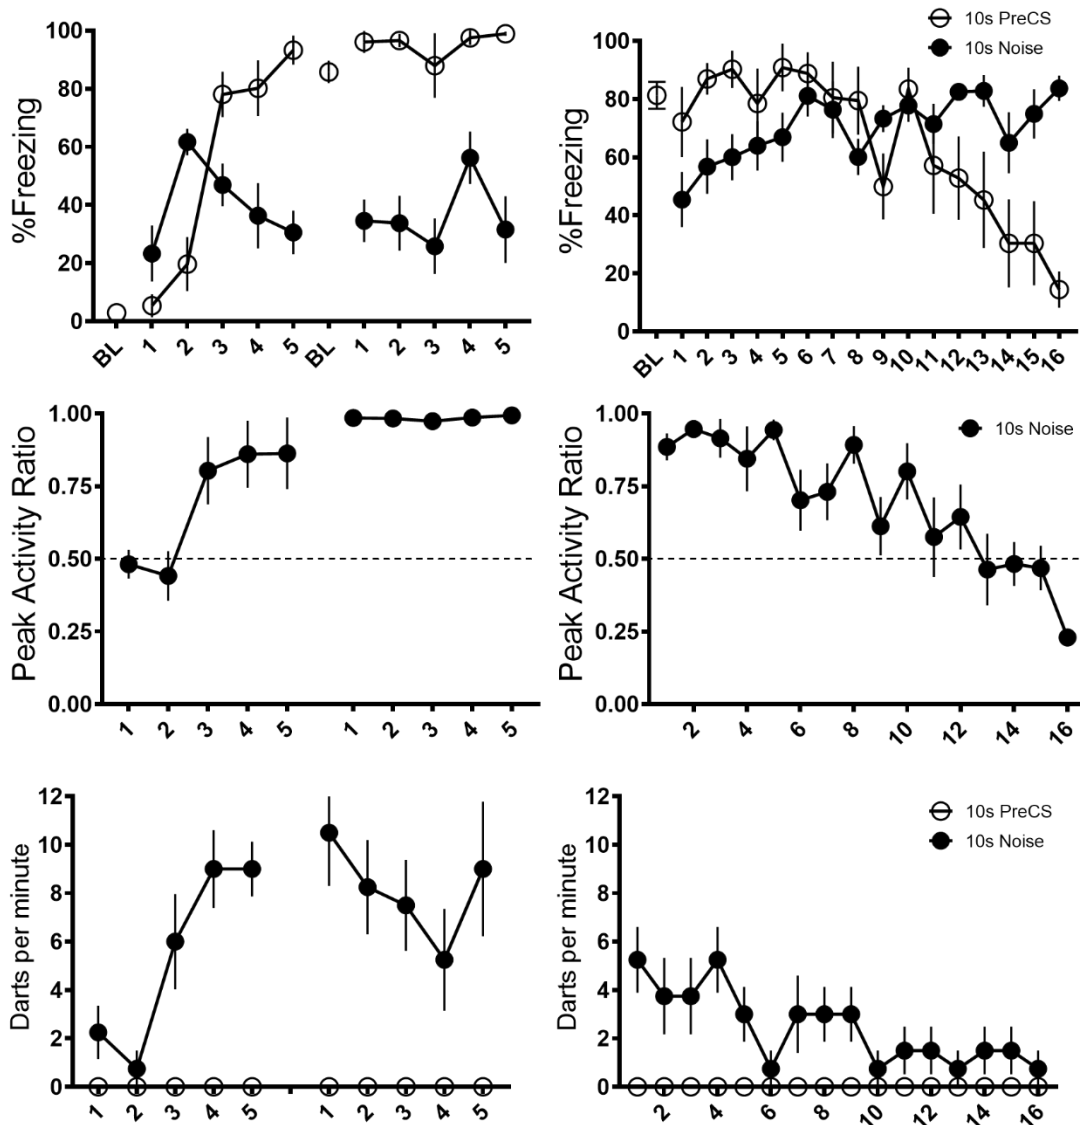 %Freezing
100
80
60
40
20
0
BL 1 2 3 4 5 BL 1 2 3 4 5
10s PreCS
10s Noise
%Freezing
100
80
60
40
20
0
BL 1 2 3 4 5 6 7 8 9 10 11 12 13 14 15 16
Peak Activity Ratio
1.00
0.75
0.50
0.25
0.00
1 2 3 4 5 1 2 3 4 5
10s Noise
Peak Activity Ratio
1.00
0.75
0.50
0.25
0.00
2 4 6 8 10 12 14 16
Darts per minute
12
10
8
6
4
2
0
1 2 3 4 5 1 2 3 4 5
10s PreCS
10s Noise
Darts per minute
12
10
8
6
4
2
0
2 4 6 8 10 12 14 16